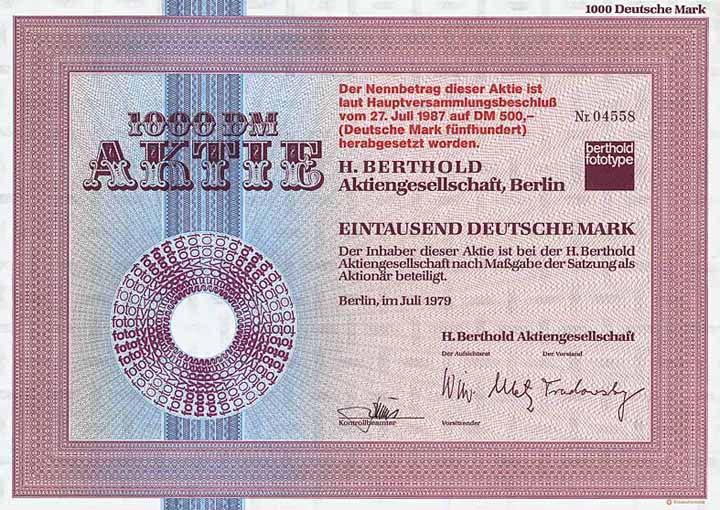 1000 Deutsche Mark
1000 DM
AKTIE
Der Nennbetrag dieser Aktie ist
laut Hauptversammlungsbeschluß
vom 27. Juli 1987 auf DM 500,–
(Deutsche Mark fünfhundert)
herabgesetzt worden.
Nr. 04558
berthold
fototype
H. BERTHOLD
Aktiengesellschaft, Berlin
EINTAUSEND DEUTSCHE MARK
Der Inhaber dieser Aktie ist bei der H. Berthold
Aktiengesellschaft nach Maßgabe der Satzung als
Aktionär beteiligt.
Berlin, im Juli 1979
H. Berthold Aktiengesellschaft
Der Aufsichtsrat Der Vorstand
Kontrollbeamter Vorsitzender